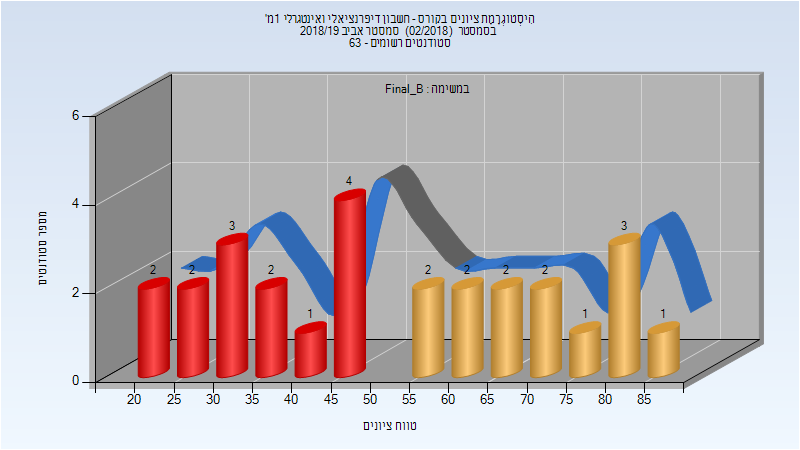 היסטוגרמת ציונים בקורס - חשבון דיפרנציאלי ואינטגרלי 1מ'
בסמסטר (02/2018) סמסטר אביב 2018/19
סטודנטים רשומים - 63
במשימה : Final_B
מספר סטודנטים
6
4
2
0
2 2 3 2 1 4 2 2 2 2 1 3 1
20 25 30 35 40 45 50 55 60 65 70 75 80 85
טווח ציונים